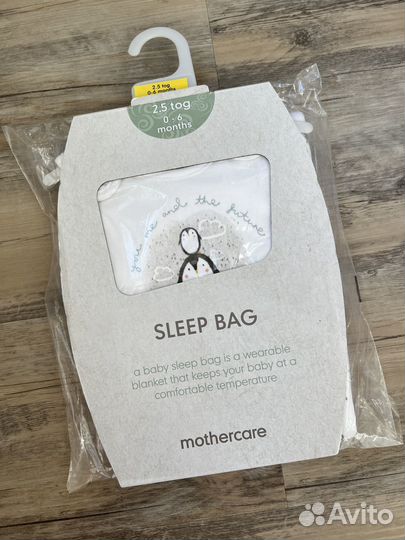 2.5 tog
0-6 months
2.5 tog
0 - 6
months
you me and the future
SLEEP BAG
a baby sleep bag is a wearable
blanket that keeps your baby at a
comfortable temperature
mothercare
Avito